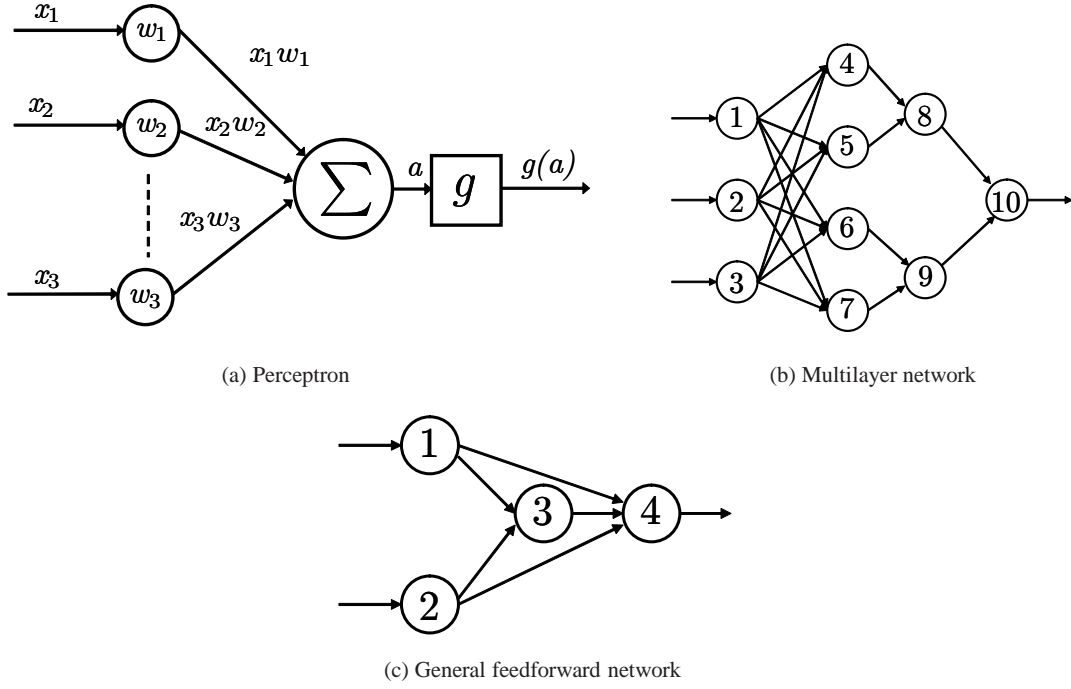 x1
w1
x1w1
x2
w2
x2w2
∑
a
g
g(a)
x3w3
x3
w3
(a) Perceptron
1
2
3
4
5
6
7
8
9
10
(b) Multilayer network
1
2
3
4
(c) General feedforward network